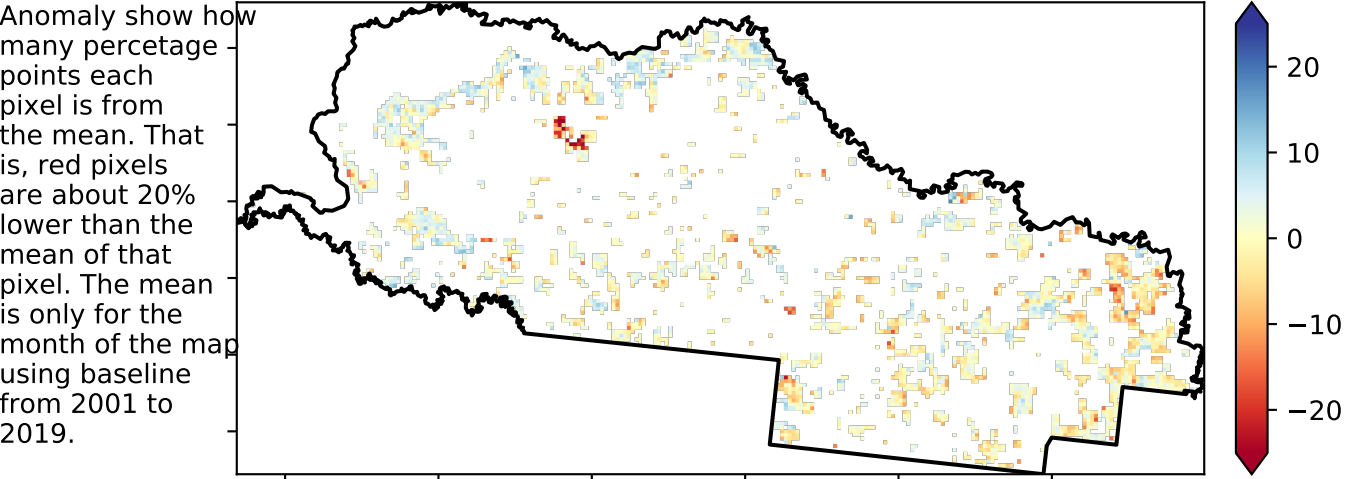 Anomaly show how
many percetage
points each
pixel is from
the mean. That
is, red pixels
are about 20%
lower than the
mean of that
pixel. The mean
is only for the
month of the map
using baseline
from 2001 to
2019.
20
10
0
−10
−20